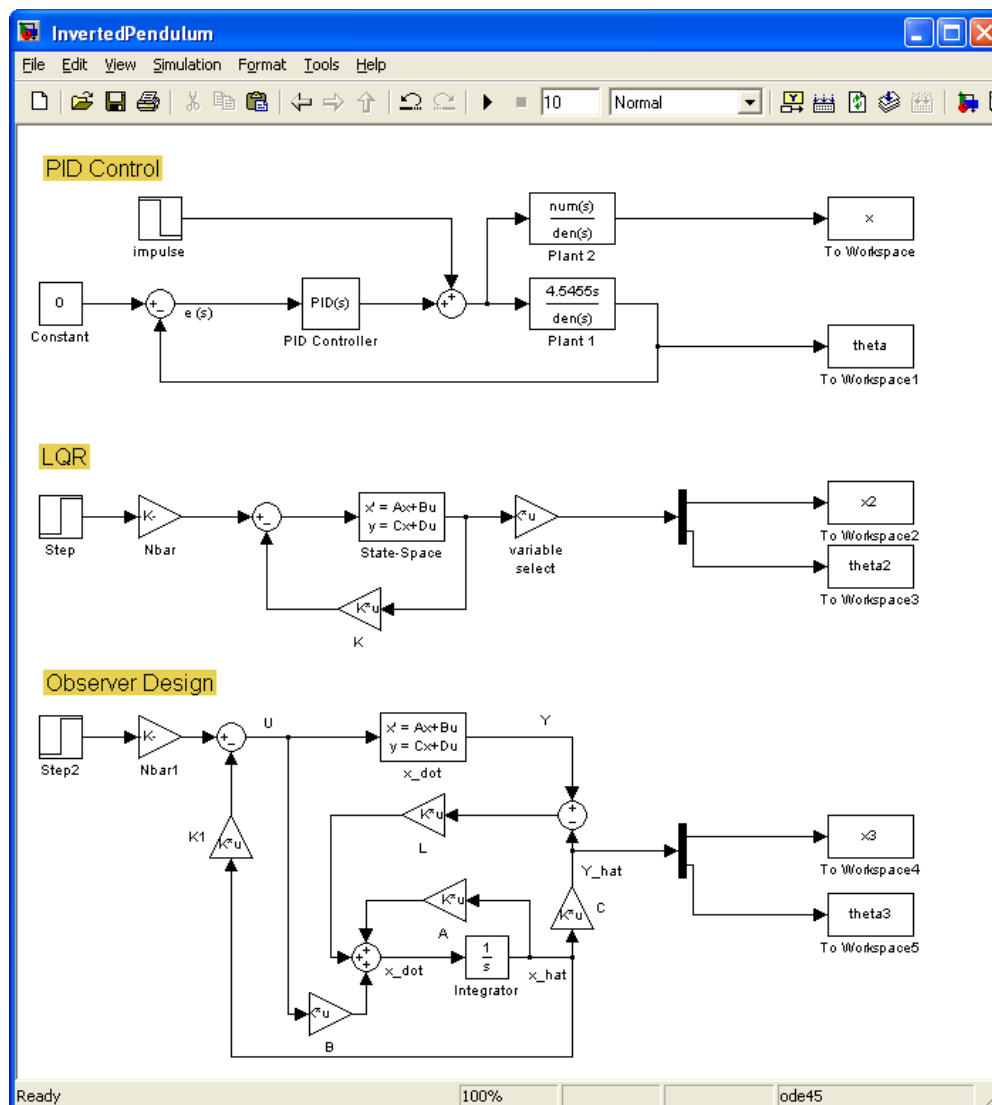 InvertedPendulum
File Edit View Simulation Format Tools Help
10 Normal
PID Control
impulse
num(s)
den(s)
Plant 2
x
To Workspace
0
Constant
+
−
e (s)
PID(s)
PID Controller
+
+
4.5455s
den(s)
Plant 1
theta
To Workspace1
LQR
Step
K-
Nbar
+
−
x' = Ax+Bu
y = Cx+Du
State-Space
K*u
variable
select
x2
To Workspace2
theta2
To Workspace3
K*u
K
Observer Design
Step2
K-
Nbar1
+
−
U
x' = Ax+Bu
y = Cx+Du
x_dot
Y
+
−
K*u
L
K1
K*u
Y_hat
x3
To Workspace4
K*u
A
K*u
C
theta3
To Workspace5
+
+
+
x_dot
1
s
Integrator
x_hat
K*u
B
Ready 100% ode45